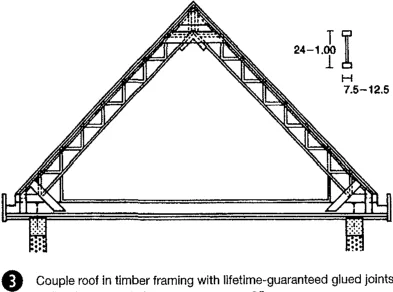 24–1.00
7.5–12.5
3 Couple roof in timber framing with lifetime-guaranteed glued joints